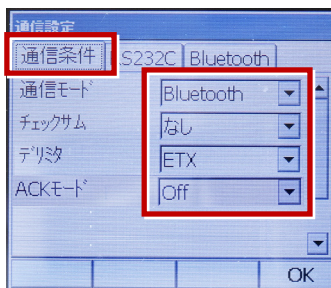 通信設定
通信条件 RS232C Bluetooth
通信モード Bluetooth
チェックサム なし
デリミタ ETX
ACKモード Off
OK